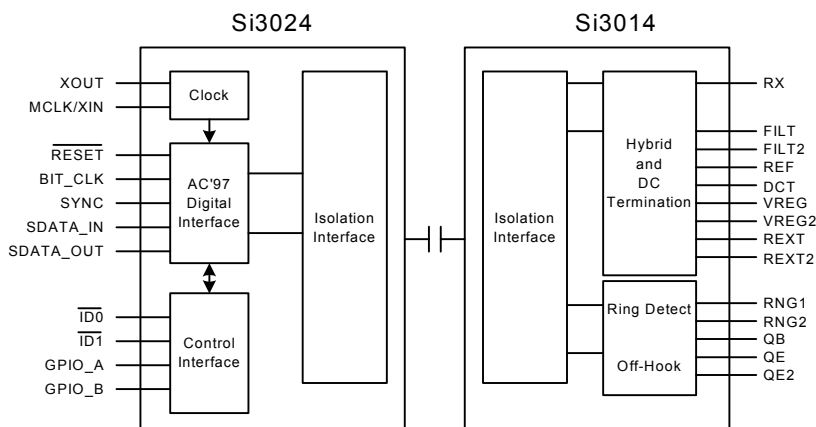 Si3024
Si3014
XOUT
MCLK/XIN
RESET
BIT_CLK
SYNC
SDATA_IN
SDATA_OUT
ID0
ID1
GPIO_A
GPIO_B
Clock
AC'97
Digital
Interface
Control
Interface
Isolation
Interface
Isolation
Interface
Hybrid
and
DC
Termination
Ring Detect
Off-Hook
RX
FILT
FILT2
REF
DCT
VREG
VREG2
REXT
REXT2
RNG1
RNG2
QB
QE
QE2